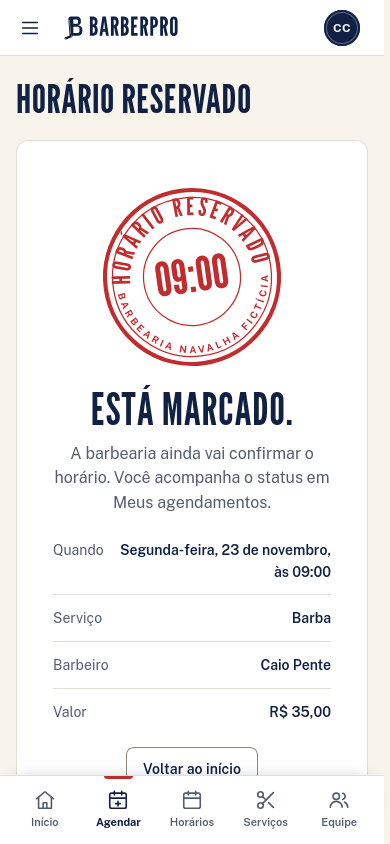 BARBERPRO
CC
HORÁRIO RESERVADO
HORÁRIO RESERVADO
09:00
BARBEARIA NAVALHA FICTÍCIA
ESTÁ MARCADO.
A barbearia ainda vai confirmar o
horário. Você acompanha o status em
Meus agendamentos.
Quando Segunda-feira, 23 de novembro,
às 09:00
Serviço Barba
Barbeiro Caio Pente
Valor R$ 35,00
Voltar ao início
Início Agendar Horários Serviços Equipe